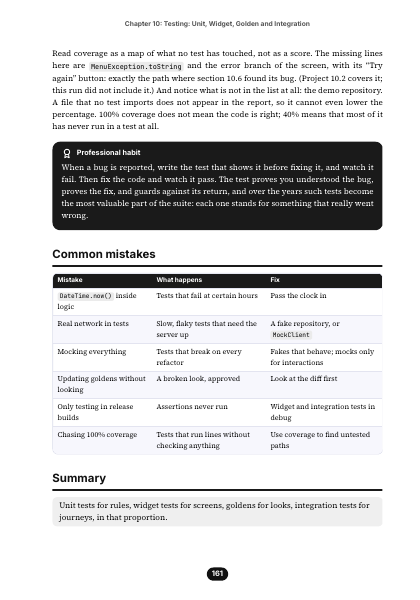 Chapter 10: Testing: Unit, Widget, Golden and Integration
Read coverage as a map of what no test has touched, not as a score. The missing lines
here are MenuException.toString and the error branch of the screen, with its "Try
again" button: exactly the path where section 10.6 found its bug. (Project 10.2 covers it;
this run did not include it.) And notice what is not in the list at all: the demo repository.
A file that no test imports does not appear in the report, so it cannot even lower the
percentage. 100% coverage does not mean the code is right; 40% means that most of it
has never run in a test at all.
Professional habit
When a bug is reported, write the test that shows it before fixing it, and watch it
fail. Then fix the code and watch it pass. The test proves you understood the bug,
proves the fix, and guards against its return, and over the years such tests become
the most valuable part of the suite: each one stands for something that really went
wrong.
Common mistakes
Mistake What happens Fix
DateTime.now() inside Tests that fail at certain hours Pass the clock in
logic
Real network in tests Slow, flaky tests that need the A fake repository, or
server up MockClient
Mocking everything Tests that break on every Fakes that behave; mocks only
refactor for interactions
Updating goldens without A broken look, approved Look at the diff first
looking
Only testing in release Assertions never run Widget and integration tests in
builds debug
Chasing 100% coverage Tests that run lines without Use coverage to find untested
checking anything paths
Summary
Unit tests for rules, widget tests for screens, goldens for looks, integration tests for
journeys, in that proportion.
161